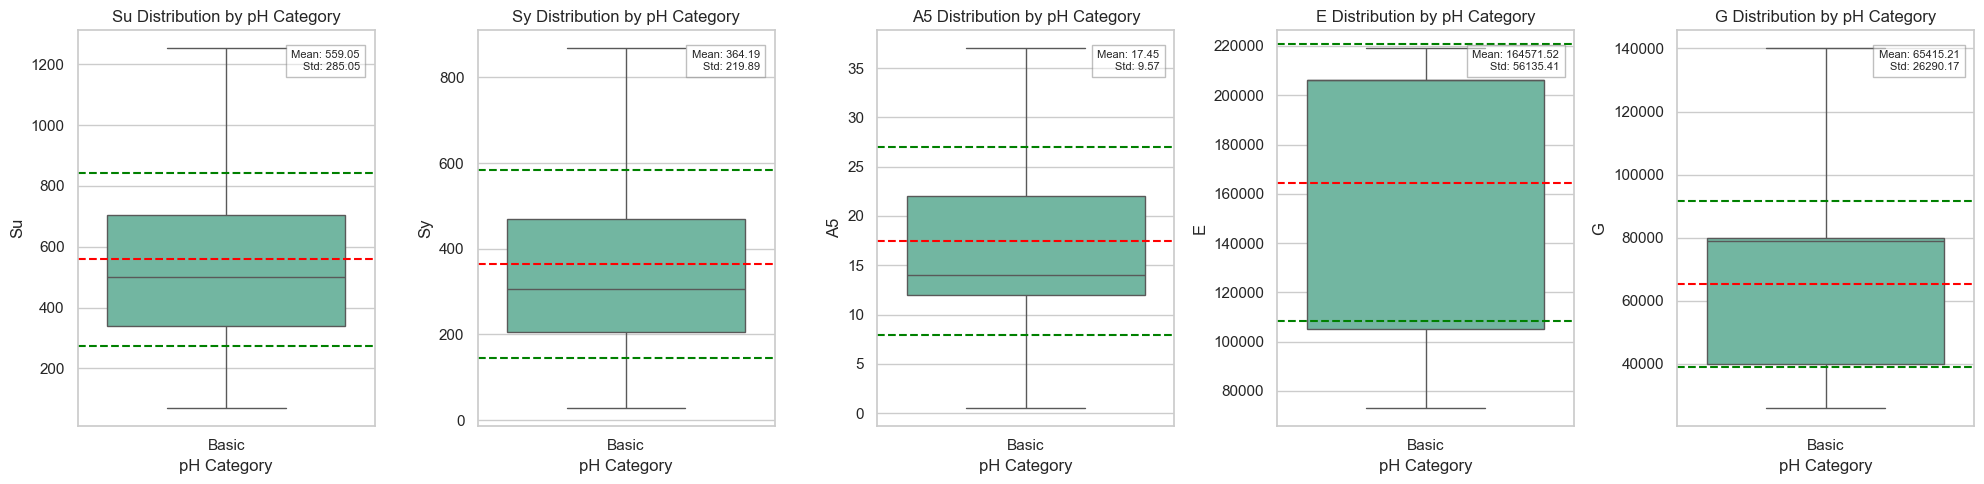 Su Distribution by pH Category
Mean: 559.05
Std: 285.05
1200
1000
800
600
400
200
Su
Basic
pH Category
Sy Distribution by pH Category
Mean: 364.19
Std: 219.89
800
600
400
200
0
Sy
Basic
pH Category
A5 Distribution by pH Category
Mean: 17.45
Std: 9.57
35
30
25
20
15
10
5
0
A5
Basic
pH Category
E Distribution by pH Category
Mean: 164571.52
Std: 56135.41
220000
200000
180000
160000
140000
120000
100000
80000
E
Basic
pH Category
G Distribution by pH Category
Mean: 65415.21
Std: 26290.17
140000
120000
100000
80000
60000
40000
G
Basic
pH Category